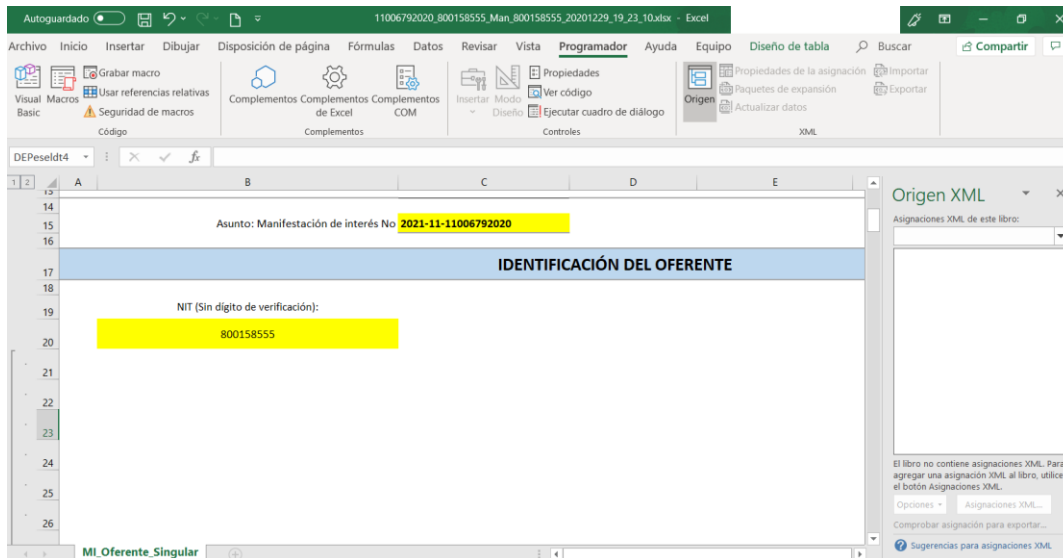 Autoguardado
11006792020_800158555_Man_800158555_20201229_19_23_10.xlsx - Excel
Archivo Inicio Insertar Dibujar Disposición de página Fórmulas Datos Revisar Vista Programador Ayuda Equipo Diseño de tabla Buscar Compartir
Visual Basic
Macros
Grabar macro
Usar referencias relativas
Seguridad de macros
Código
Complementos
Complementos de Excel
Complementos COM
Complementos
Insertar
Modo Diseño
Propiedades
Ver código
Ejecutar cuadro de diálogo
Controles
Origen
Propiedades de la asignación
Paquetes de expansión
Actualizar datos
Importar
Exportar
XML
DEPeseldt4
fx
1 2
A B C D E
13
14
15 Asunto: Manifestación de interés No 2021-11-11006792020
16
17 IDENTIFICACIÓN DEL OFERENTE
18
19 NIT (Sin dígito de verificación):
20 800158555
21
22
23
24
25
26
MI_Oferente_Singular
Origen XML
Asignaciones XML de este libro:
El libro no contiene asignaciones XML. Para
agregar una asignación XML al libro, utilice
el botón Asignaciones XML.
Opciones
Asignaciones XML...
Comprobar asignación para exportar...
Sugerencias para asignaciones XML